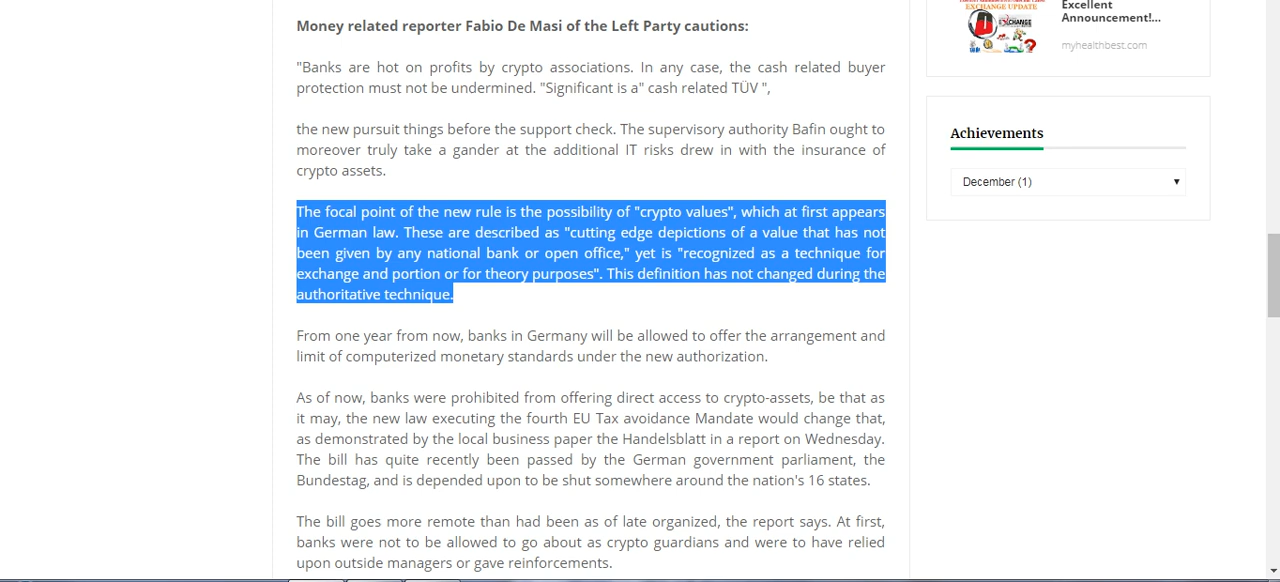 Money related reporter Fabio De Masi of the Left Party cautions:
"Banks are hot on profits by crypto associations. In any case, the cash related buyer
protection must not be undermined. "Significant is a" cash related TÜV ",
the new pursuit things before the support check. The supervisory authority Bafin ought to
moreover truly take a gander at the additional IT risks drew in with the insurance of
crypto assets.
The focal point of the new rule is the possibility of "crypto values", which at first appears
in German law. These are described as "cutting edge depictions of a value that has not
been given by any national bank or open office," yet is "recognized as a technique for
exchange and portion or for theory purposes". This definition has not changed during the
authoritative technique.
From one year from now, banks in Germany will be allowed to offer the arrangement and
limit of computerized monetary standards under the new authorization.
As of now, banks were prohibited from offering direct access to crypto-assets, be that as
it may, the new law executing the fourth EU Tax avoidance Mandate would change that,
as demonstrated by the local business paper the Handelsblatt in a report on Wednesday.
The bill has quite recently been passed by the German government parliament, the
Bundestag, and is depended upon to be shut somewhere around the nation's 16 states.
The bill goes more remote than had been as of late organized, the report says. At first,
banks were not to be allowed to go about as crypto guardians and were to have relied
upon outside managers or gave reinforcements.
EXCHANGE UPDATE
EXCHANGE
Excellent
Announcement!...
myhealthbest.com
Achievements
December (1)